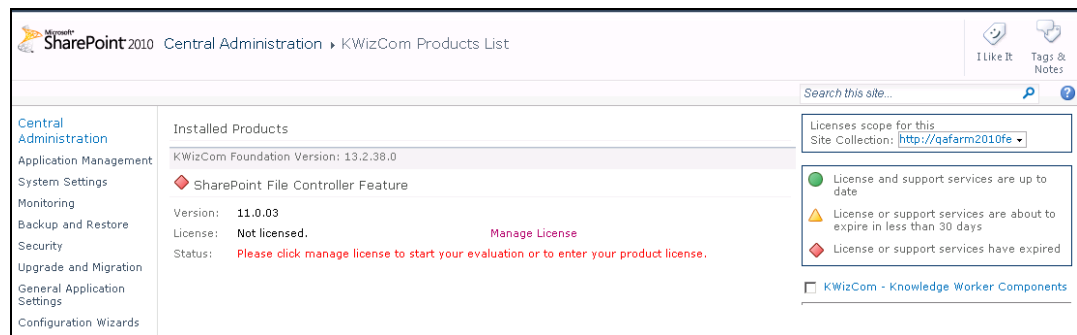 Microsoft
SharePoint 2010 Central Administration KWizCom Products List
I Like It
Tags &
Notes
Search this site...
Central
Administration
Application Management
System Settings
Monitoring
Backup and Restore
Security
Upgrade and Migration
General Application
Settings
Configuration Wizards
Installed Products
KWizCom Foundation Version: 13.2.38.0
SharePoint File Controller Feature
Version: 11.0.03
License: Not licensed. Manage License
Status: Please click manage license to start your evaluation or to enter your product license.
Licenses scope for this
Site Collection: http://qafarm2010fe
License and support services are up to
date
License or support services are about to
expire in less than 30 days
License or support services have expired
KWizCom - Knowledge Worker Components